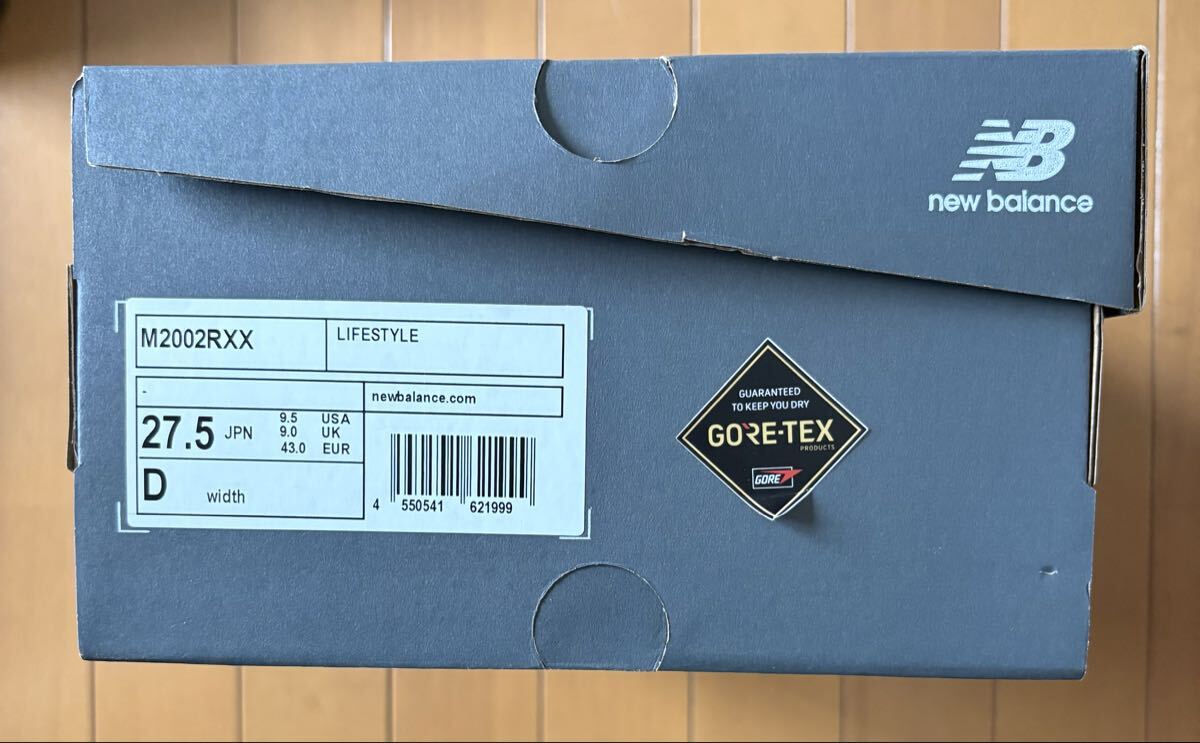 NB
new balance
M2002RXX
LIFESTYLE
-
newbalance.com
27.5 JPN
9.5 USA
9.0 UK
43.0 EUR
D width
4 550541 621999
GUARANTEED
TO KEEP YOU DRY
GORE-TEX
PRODUCTS
GORE